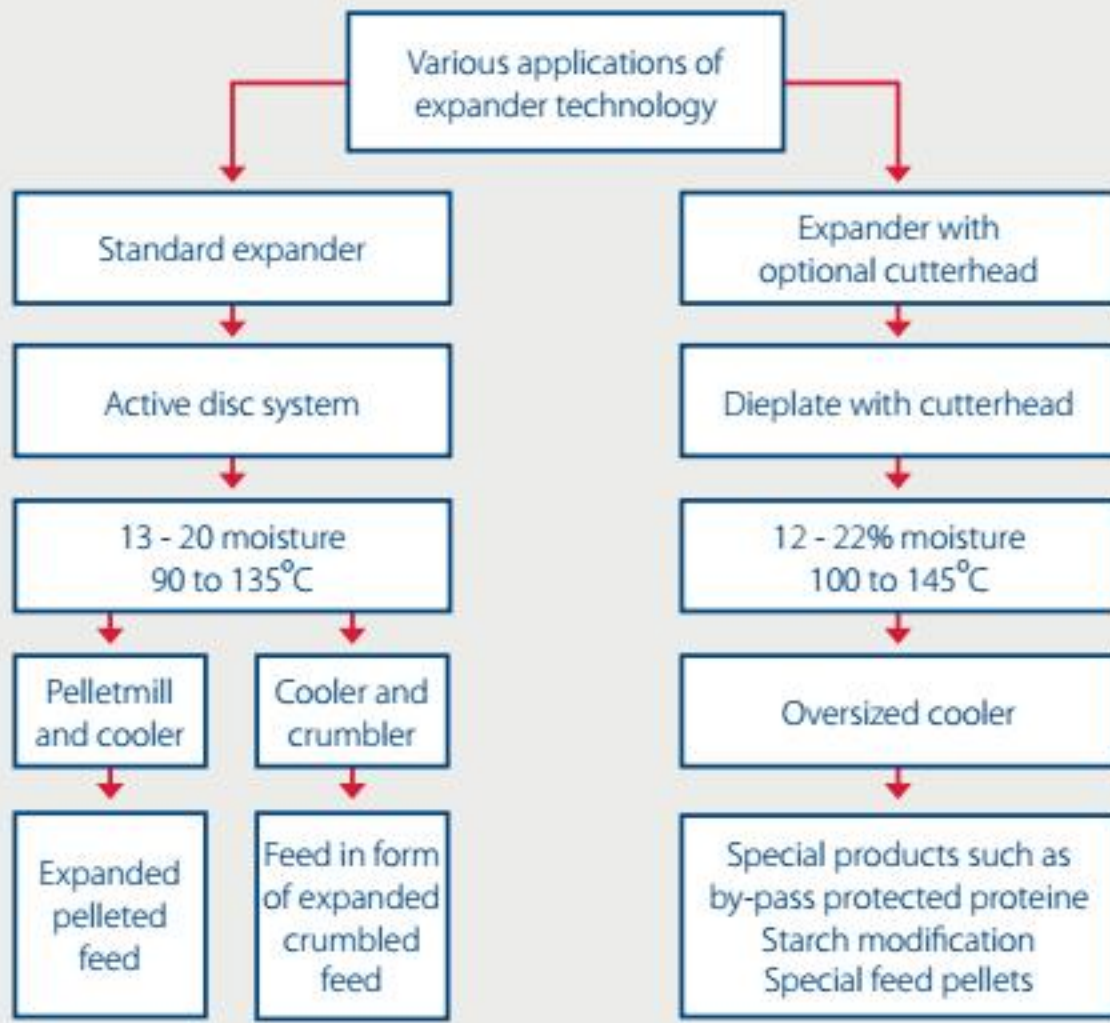 Various applications of
expander technology
Standard expander
Expander with
optional cutterhead
Active disc system
Dieplate with cutterhead
13 - 20 moisture
90 to 135°C
12 - 22% moisture
100 to 145°C
Pelletmill
and cooler
Cooler and
crumbler
Oversized cooler
Expanded
pelleted
feed
Feed in form
of expanded
crumbled
feed
Special products such as
by-pass protected proteine
Starch modification
Special feed pellets